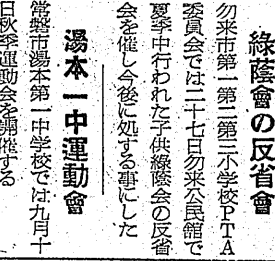 綠蔭會の反省會
勿来市第一第二第三小学校PTA
委員会では二十七日勿来公民館で
夏季中行われた子供綠蔭会の反省
会を催し今後に処する事にした
湯本一中運動會
常磐市湯本第一中学校では九月十
日秋季運動会を開催する